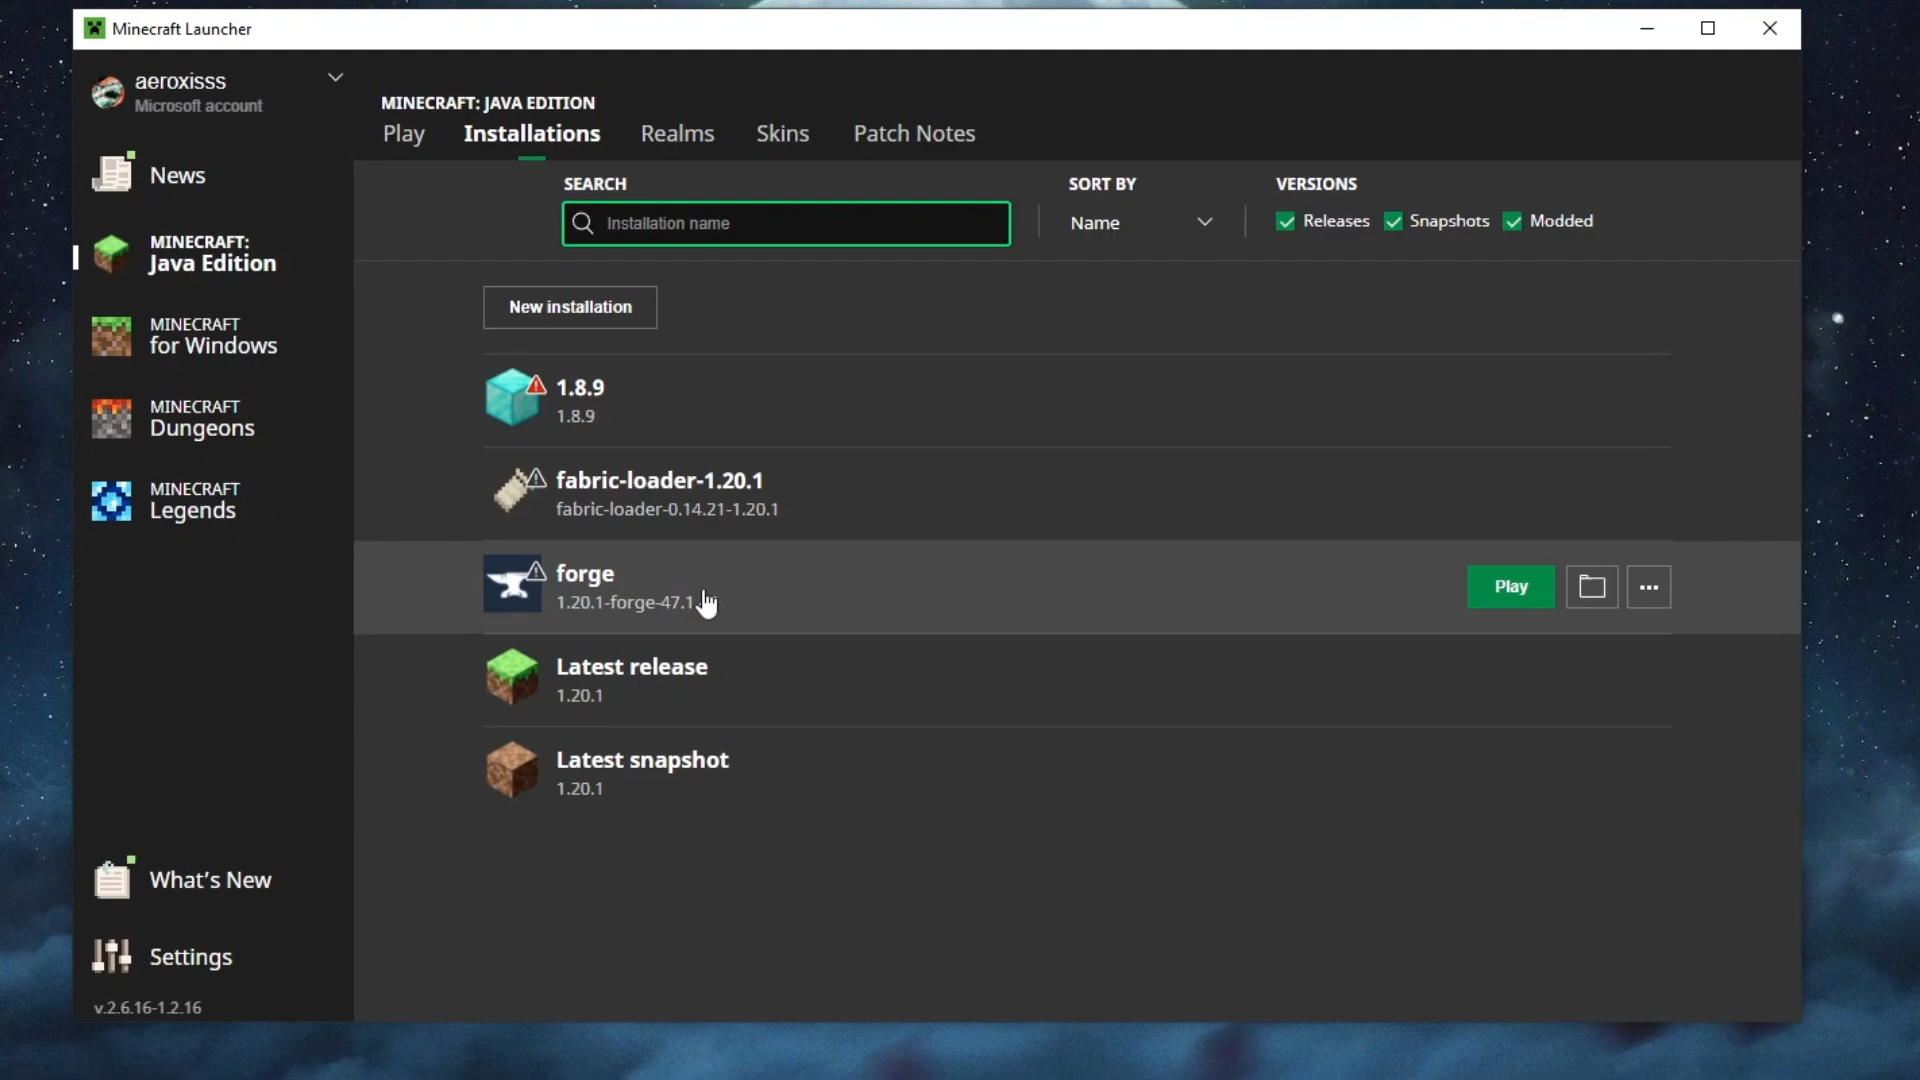 Minecraft Launcher
aeroxisss
Microsoft account
News
MINECRAFT:
Java Edition
MINECRAFT
for Windows
MINECRAFT
Dungeons
MINECRAFT
Legends
What's New
Settings
v.2.6.16-1.2.16
MINECRAFT: JAVA EDITION
Play Installations Realms Skins Patch Notes
SEARCH SORT BY VERSIONS
Installation name Name Releases Snapshots Modded
New installation
1.8.9
1.8.9
fabric-loader-1.20.1
fabric-loader-0.14.21-1.20.1
forge
1.20.1-forge-47.1
Play
Latest release
1.20.1
Latest snapshot
1.20.1